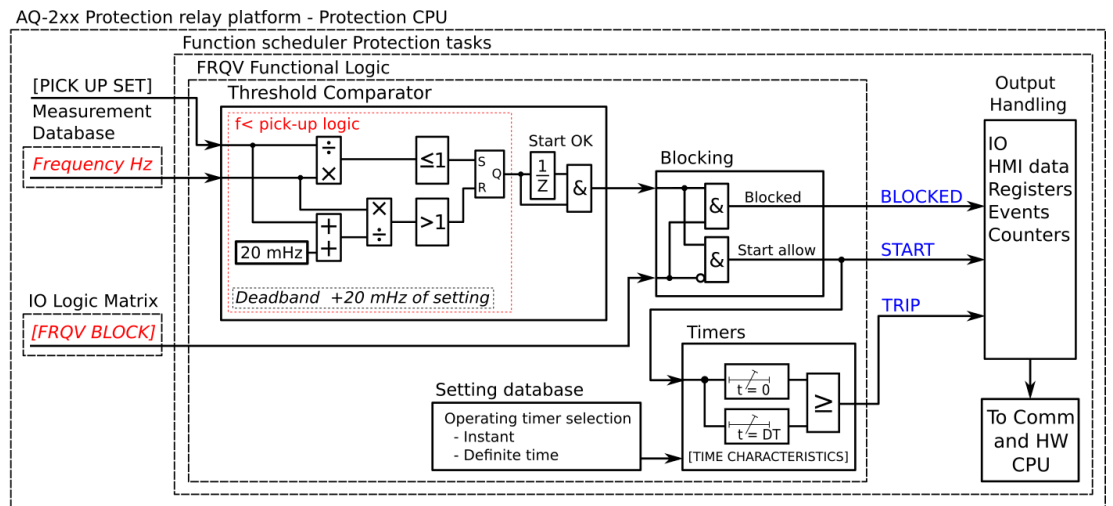 AQ-2xx Protection relay platform - Protection CPU
Function scheduler Protection tasks
FRQV Functional Logic
[PICK UP SET]
Measurement
Database
Frequency Hz
Threshold Comparator
f< pick-up logic
÷
×
≤1
S
R
Q
Start OK
1
Z
&
×
÷
>1
+
+
20 mHz
Deadband +20 mHz of setting
IO Logic Matrix
[FRQV BLOCK]
Blocking
&
Blocked
&
Start allow
BLOCKED
START
TRIP
Timers
t = 0
t = DT
≥
[TIME CHARACTERISTICS]
Setting database
Operating timer selection
- Instant
- Definite time
Output
Handling
IO
HMI data
Registers
Events
Counters
To Comm
and HW
CPU